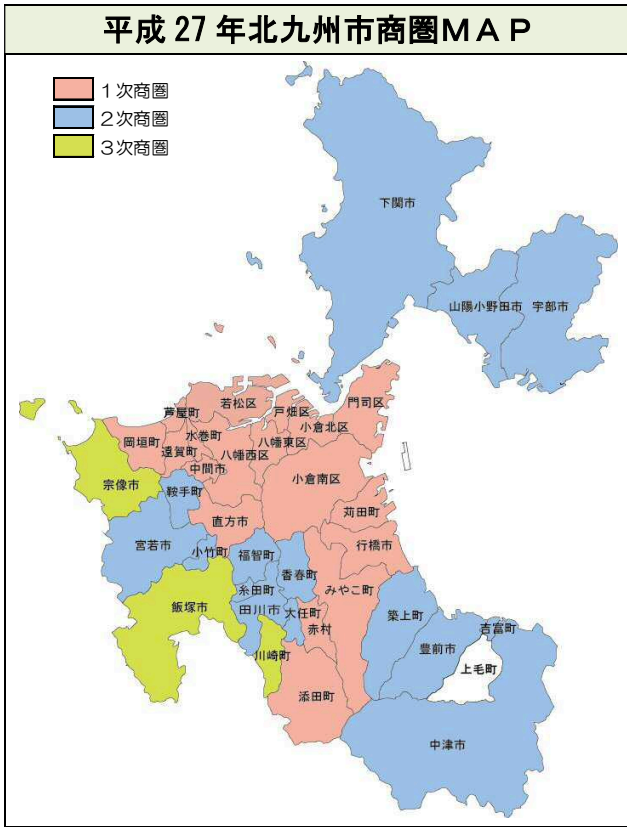 平成27年北九州市商圏MAP
1次商圏
2次商圏
3次商圏
下関市
山陽小野田市
宇部市
門司区
若松区
芦屋町
戸畑区
小倉北区
水巻町
岡垣町
八幡東区
遠賀町
八幡西区
中間市
小倉南区
宗像市
鞍手町
苅田町
直方市
宮若市
行橋市
小竹町
福智町
香春町
糸田町
みやこ町
飯塚市
田川市
大任町
築上町
赤村
吉富町
豊前市
川崎町
上毛町
添田町
中津市